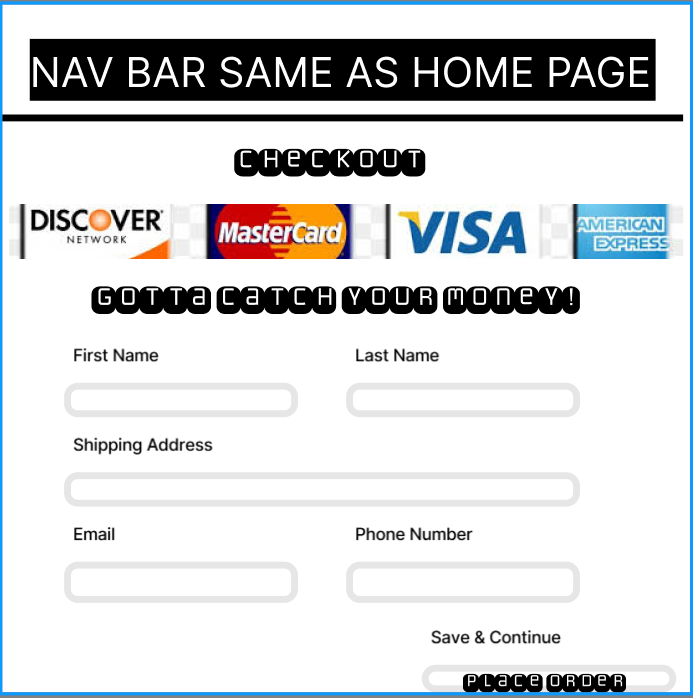 NAV BAR SAME AS HOME PAGE
CHeCKOUT
DISCOVER
NETWORK
MasterCard
VISA
AMERICAN
EXPRESS
GOTTa CaTCH YOUR MONeY!
First Name Last Name
Shipping Address
Email Phone Number
Save & Continue
PLaCe ORDeR